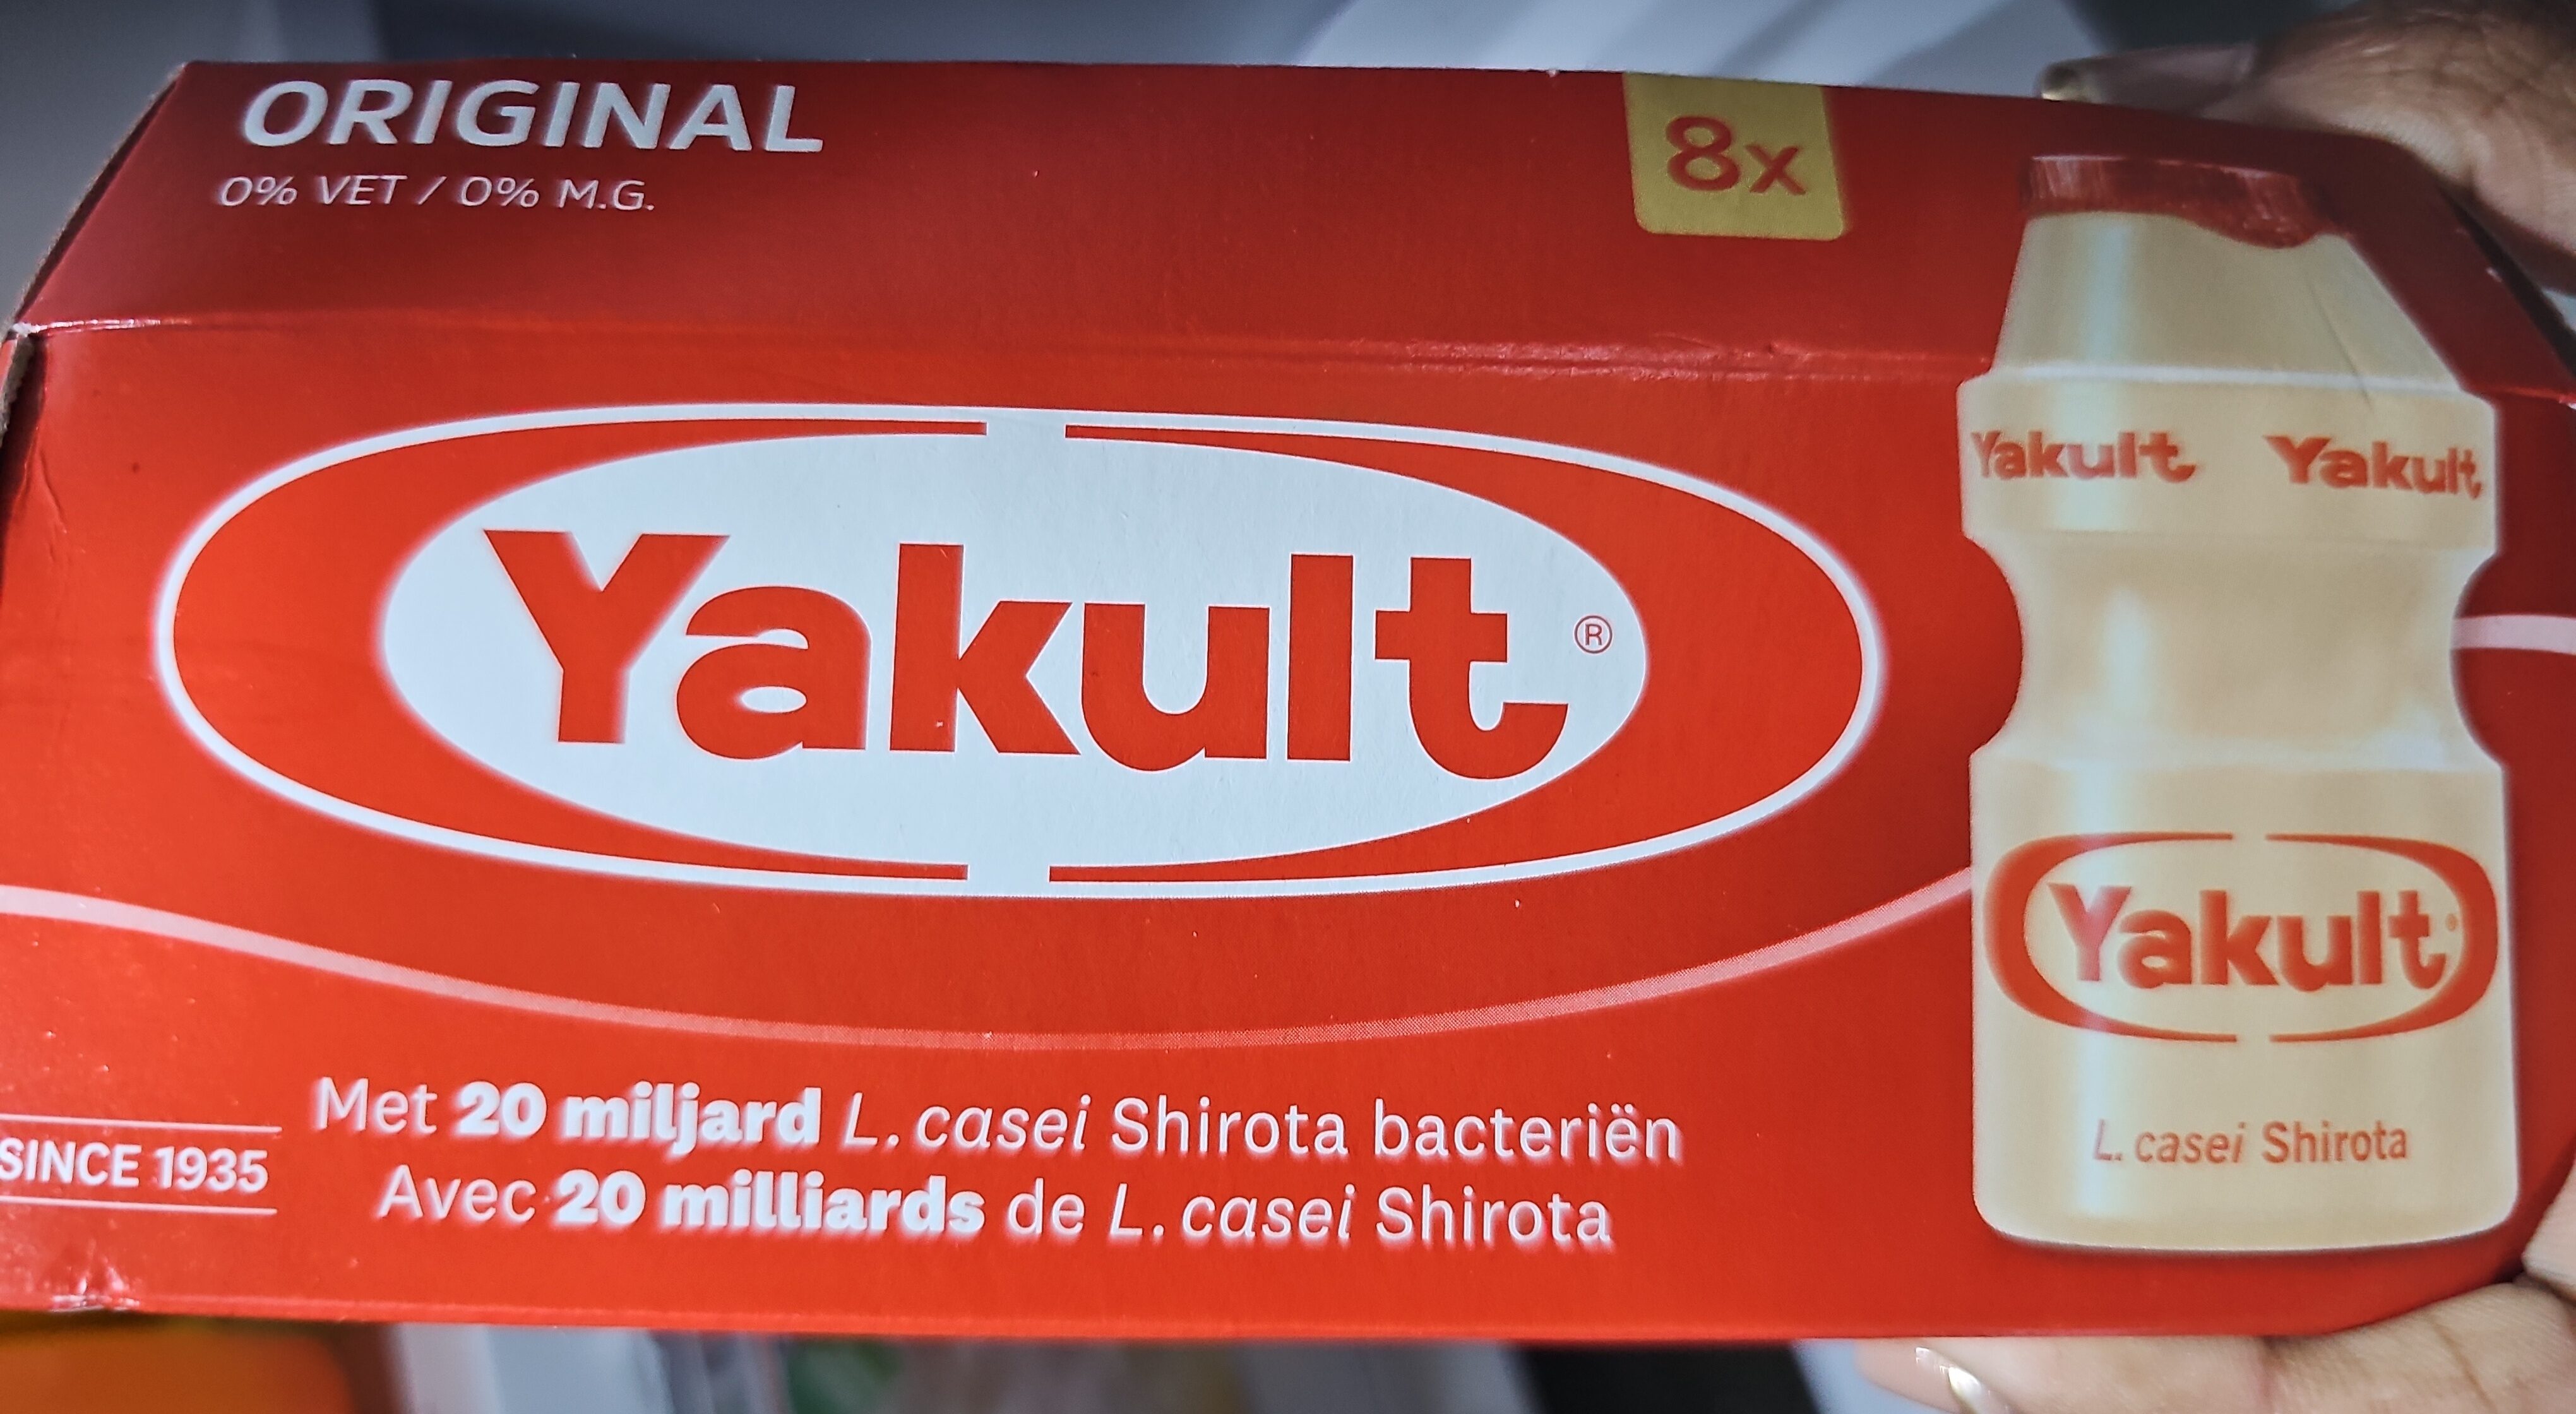 ORIGINAL
0% VET / 0% M.G.
8x
Yakult®
Yakult Yakult
Yakult
L. casei Shirota
SINCE 1935
Met 20 miljard L. casei Shirota bacteriën
Avec 20 milliards de L. casei Shirota